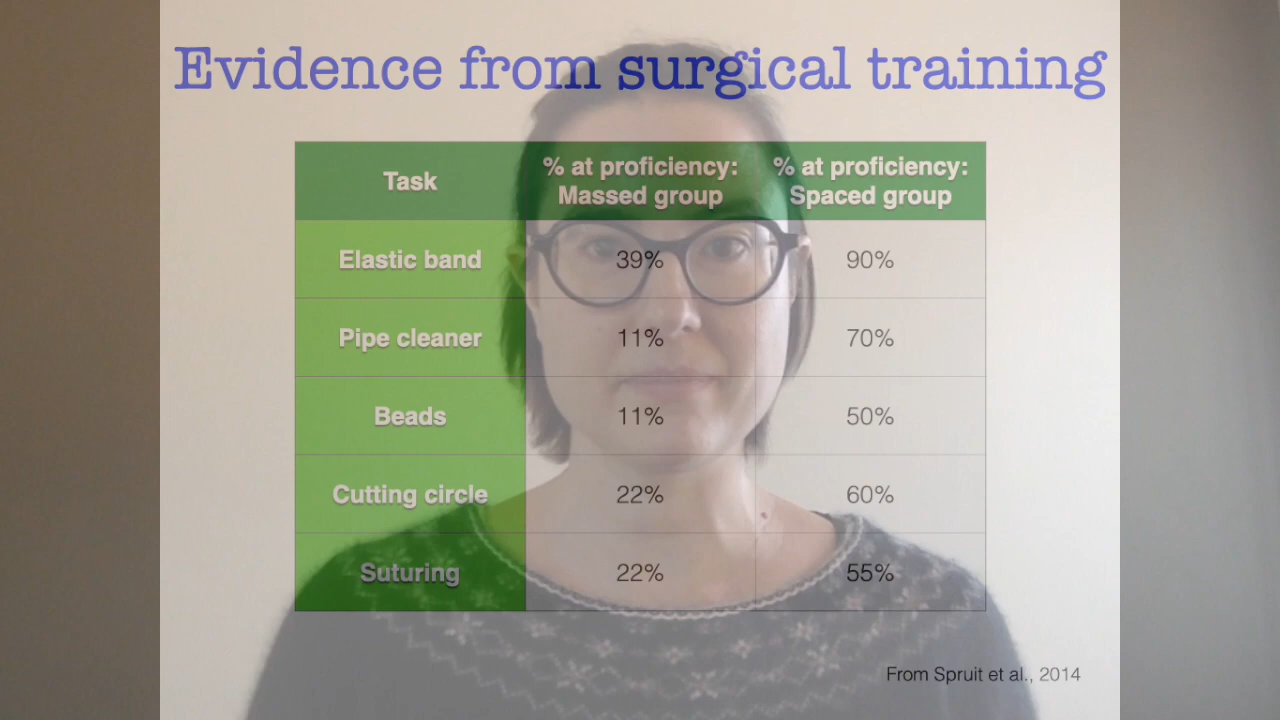 Evidence from surgical training
Task
% at proficiency:
Massed group
% at proficiency:
Spaced group
Elastic band 39% 90%
Pipe cleaner 11% 70%
Beads 11% 50%
Cutting circle 22% 60%
Suturing 22% 55%
From Spruit et al., 2014